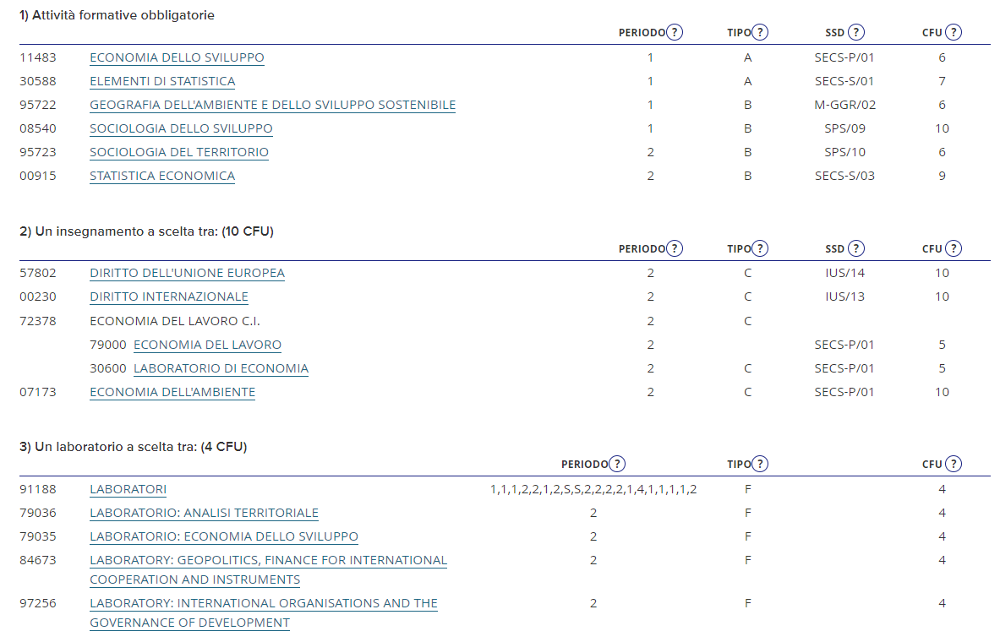 1) Attività formative obbligatorie
PERIODO ? TIPO ? SSD ? CFU ?
11483 ECONOMIA DELLO SVILUPPO 1 A SECS-P/01 6
30588 ELEMENTI DI STATISTICA 1 A SECS-S/01 7
95722 GEOGRAFIA DELL'AMBIENTE E DELLO SVILUPPO SOSTENIBILE 1 B M-GGR/02 6
08540 SOCIOLOGIA DELLO SVILUPPO 1 B SPS/09 10
95723 SOCIOLOGIA DEL TERRITORIO 2 B SPS/10 6
00915 STATISTICA ECONOMICA 2 B SECS-S/03 9
2) Un insegnamento a scelta tra: (10 CFU)
PERIODO ? TIPO ? SSD ? CFU ?
57802 DIRITTO DELL'UNIONE EUROPEA 2 C IUS/14 10
00230 DIRITTO INTERNAZIONALE 2 C IUS/13 10
72378 ECONOMIA DEL LAVORO C.I. 2 C
79000 ECONOMIA DEL LAVORO 2 SECS-P/01 5
30600 LABORATORIO DI ECONOMIA 2 C SECS-P/01 5
07173 ECONOMIA DELL'AMBIENTE 2 C SECS-P/01 10
3) Un laboratorio a scelta tra: (4 CFU)
PERIODO ? TIPO ? CFU ?
91188 LABORATORI 1,1,1,2,2,1,2,S,S,2,2,2,2,1,4,1,1,1,1,2 F 4
79036 LABORATORIO: ANALISI TERRITORIALE 2 F 4
79035 LABORATORIO: ECONOMIA DELLO SVILUPPO 2 F 4
84673 LABORATORY: GEOPOLITICS, FINANCE FOR INTERNATIONAL 2 F 4
COOPERATION AND INSTRUMENTS
97256 LABORATORY: INTERNATIONAL ORGANISATIONS AND THE 2 F 4
GOVERNANCE OF DEVELOPMENT